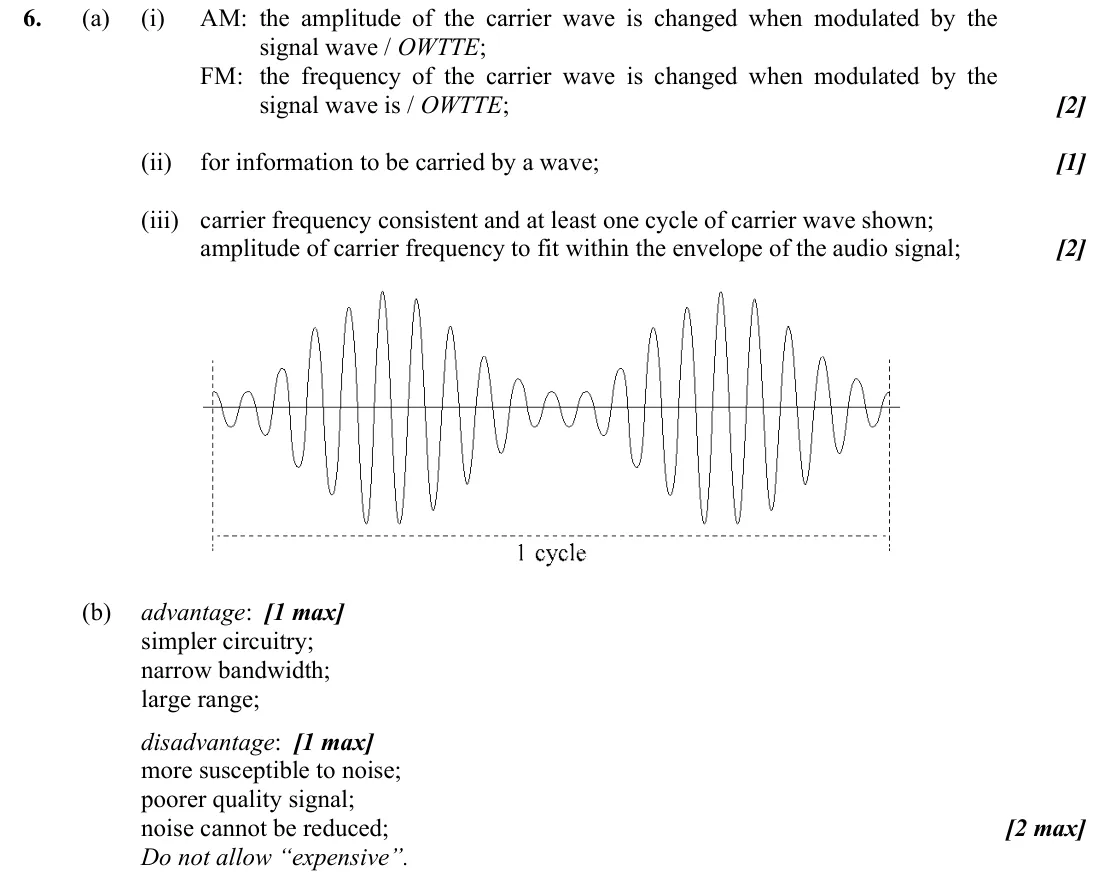 6. (a) (i) AM: the amplitude of the carrier wave is changed when modulated by the
signal wave / OWTTE;
FM: the frequency of the carrier wave is changed when modulated by the
signal wave is / OWTTE; [2]
(ii) for information to be carried by a wave; [1]
(iii) carrier frequency consistent and at least one cycle of carrier wave shown;
amplitude of carrier frequency to fit within the envelope of the audio signal; [2]
1 cycle
(b) advantage: [1 max]
simpler circuitry;
narrow bandwidth;
large range;
disadvantage: [1 max]
more susceptible to noise;
poorer quality signal;
noise cannot be reduced; [2 max]
Do not allow “expensive”.